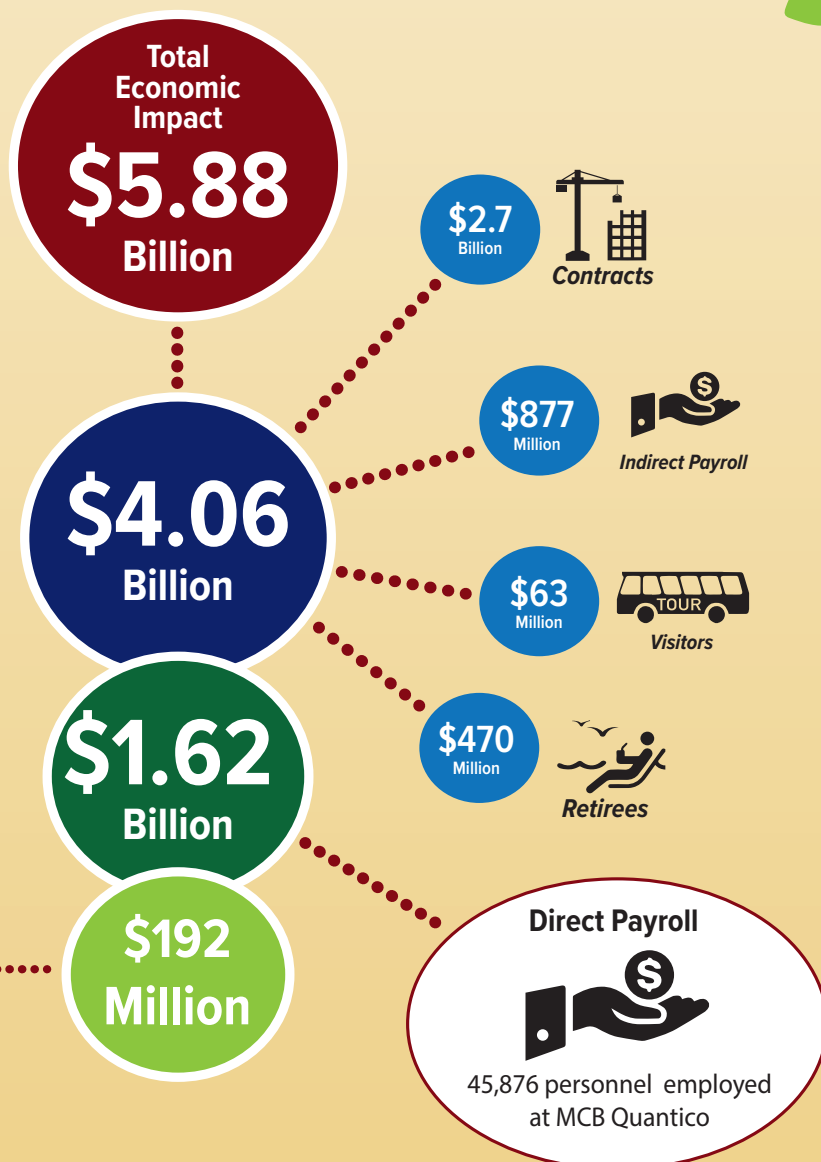 Total
Economic
Impact
$5.88
Billion
$2.7
Billion
Contracts
$877
Million
$
Indirect Payroll
$4.06
Billion
$63
Million
TOUR
Visitors
$470
Million
Retirees
$1.62
Billion
$192
Million
Direct Payroll
$
45,876 personnel employed
at MCB Quantico